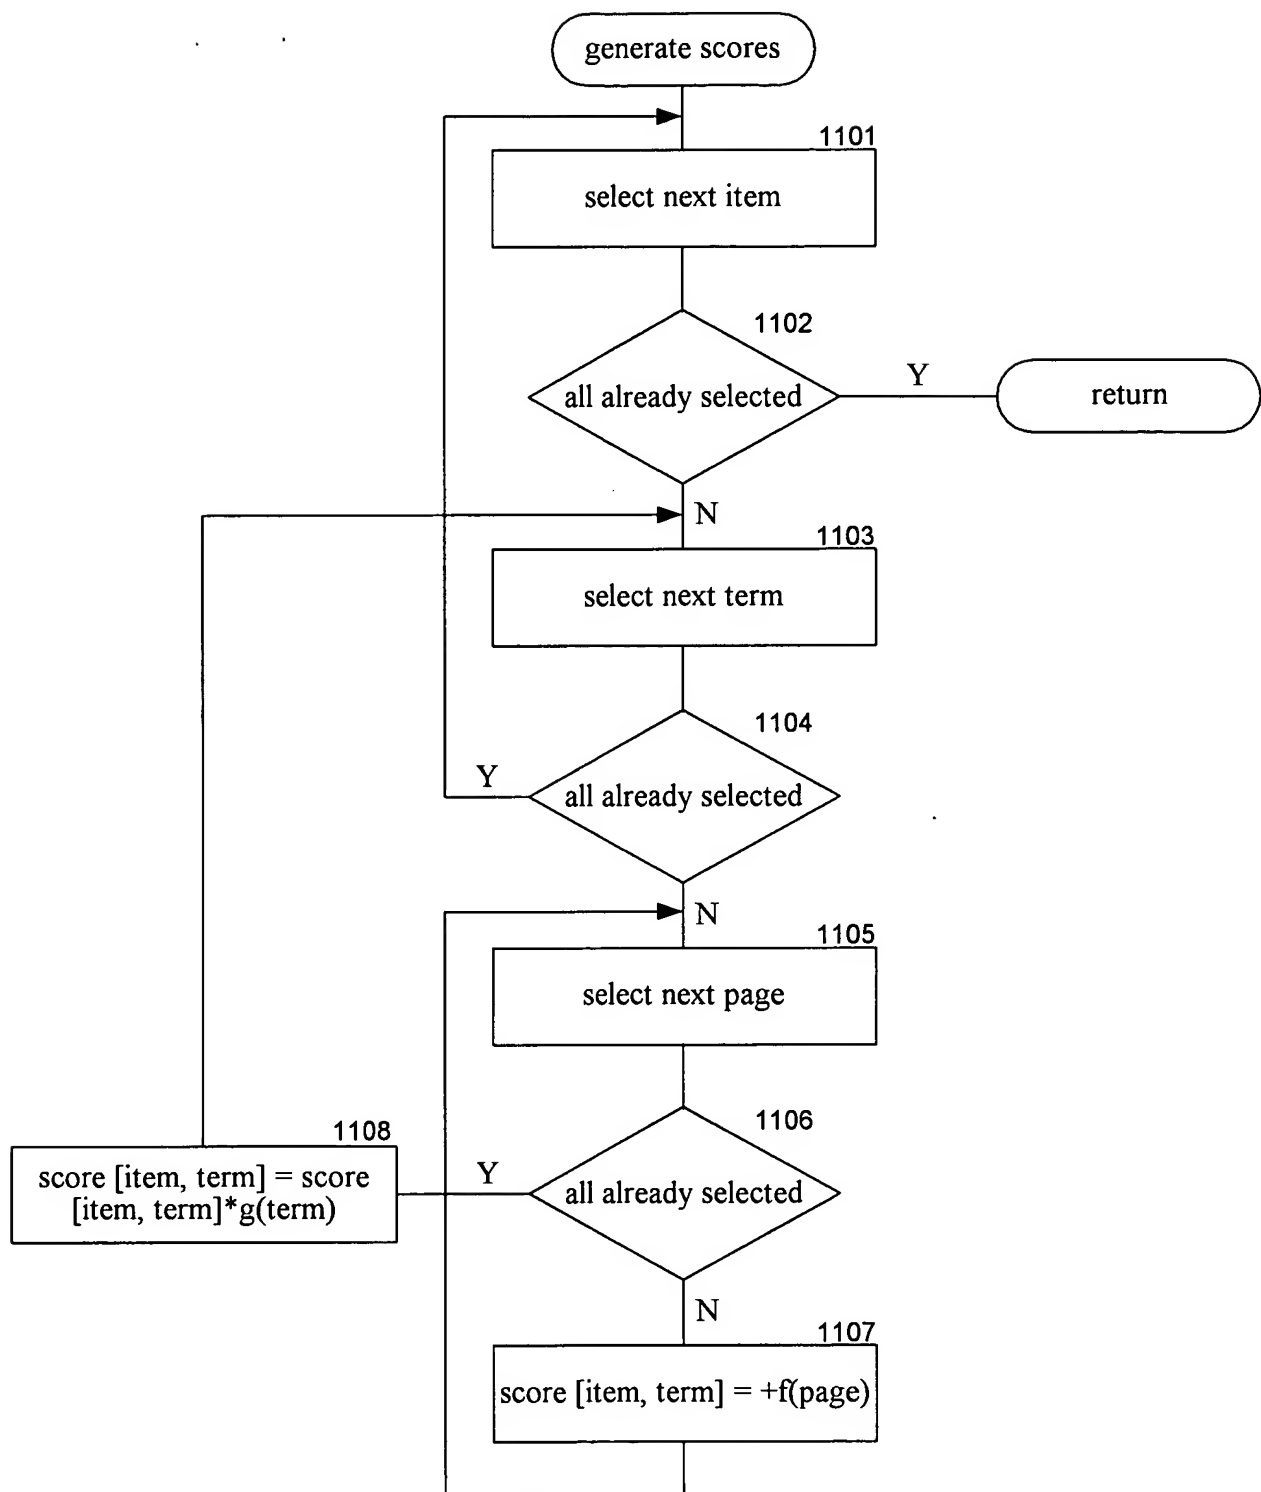 generate scores
1101
select next item
1102
all already selected
Y
return
N
1103
select next term
1104
Y
all already selected
N
1105
select next page
1106
1108
score [item, term] = score
[item, term]*g(term)
Y
all already selected
N
1107
score [item, term] = +f(page)